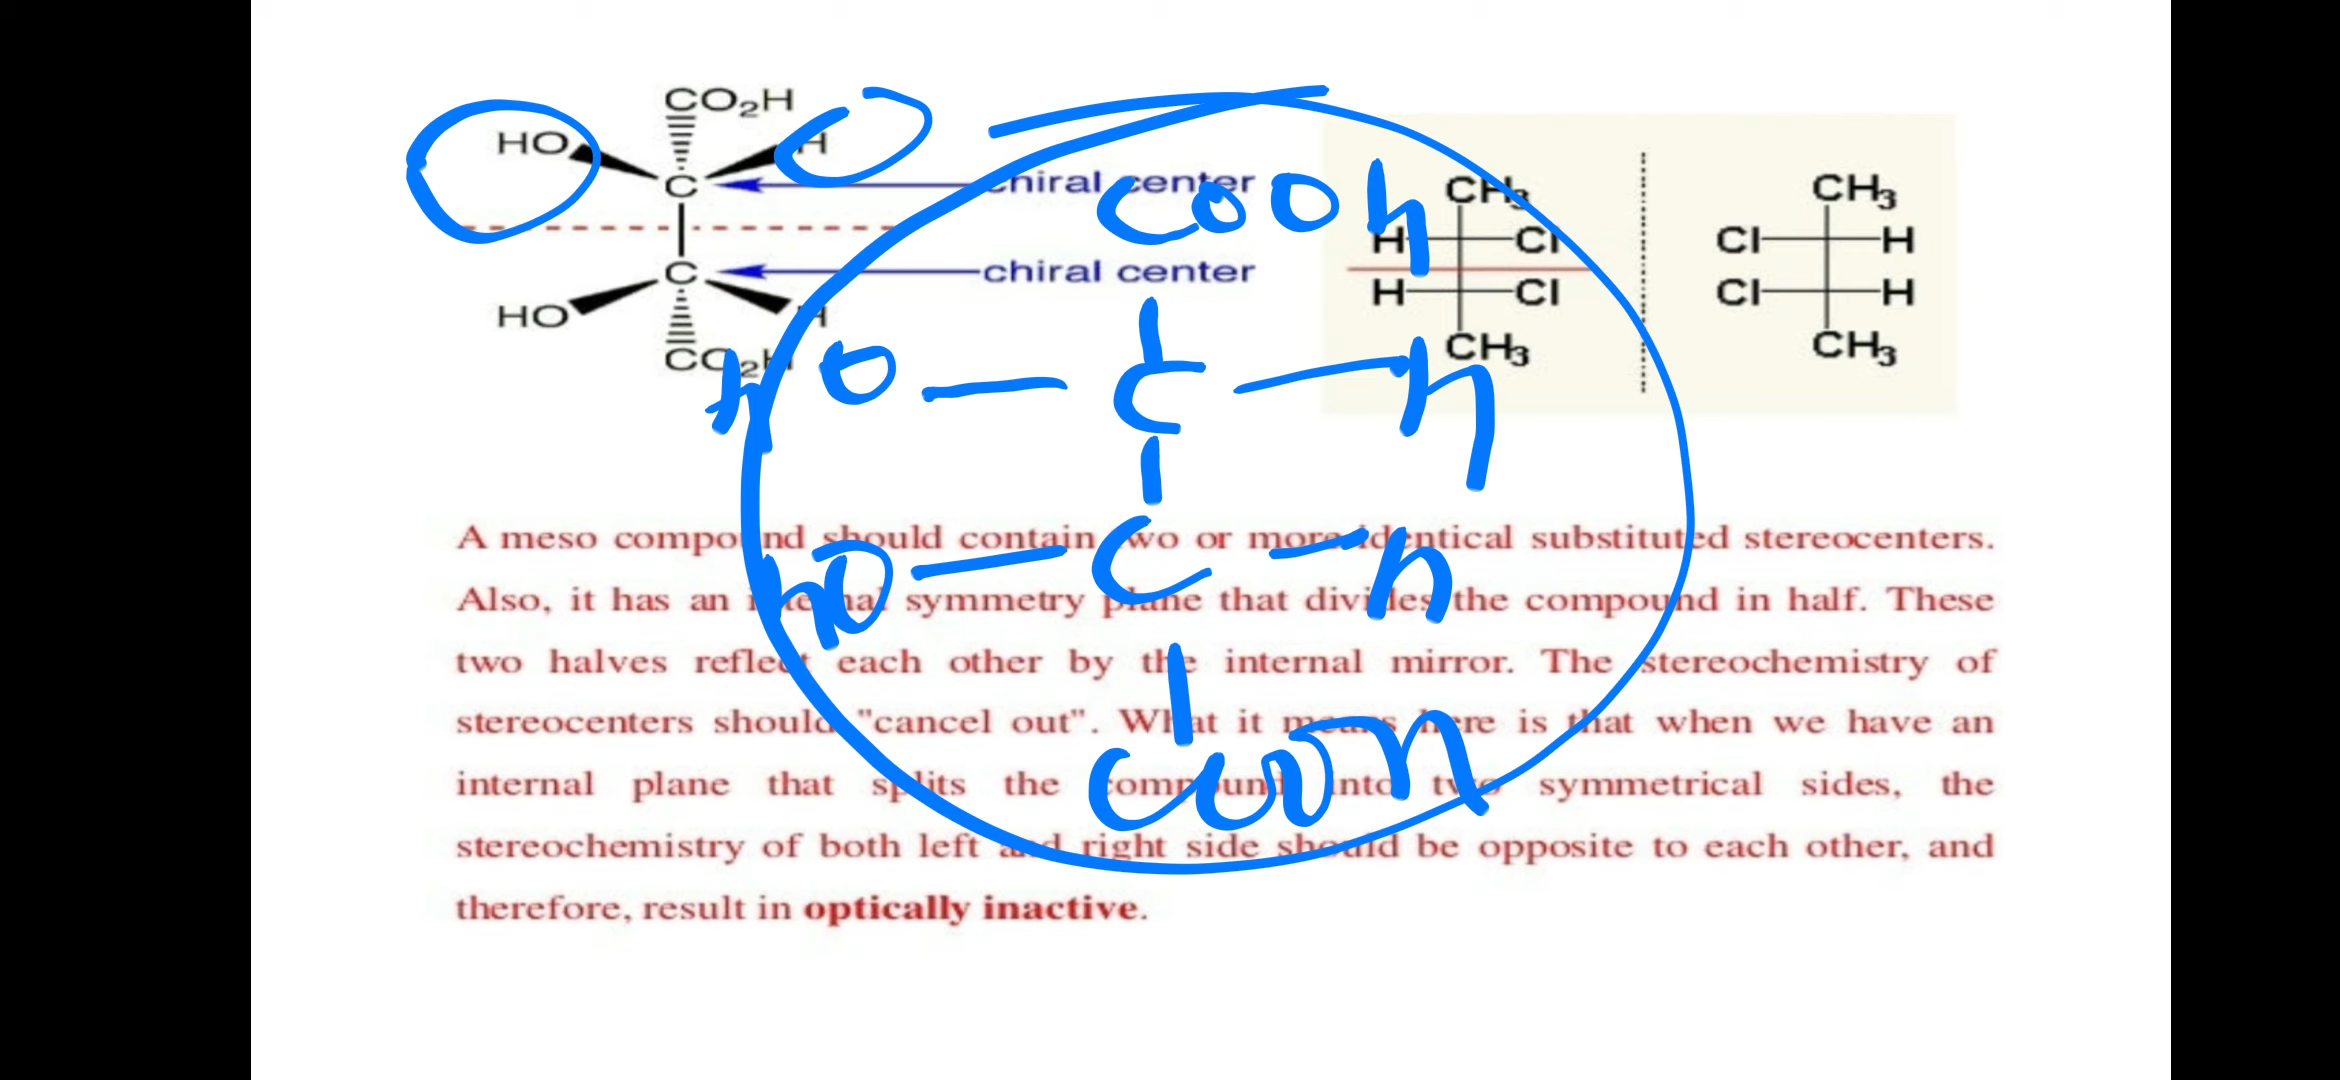 CO2H
HO H
C chiral center
C chiral center
HO H
CO2H
CH3 CH3
H Cl Cl H
H Cl Cl H
CH3 CH3
cooh
ho — C — h
ho — C — h
cooh
A meso compound should contain two or more identical substituted stereocenters.
Also, it has an internal symmetry plane that divides the compound in half. These
two halves reflect each other by the internal mirror. The stereochemistry of
stereocenters should "cancel out". What it means here is that when we have an
internal plane that splits the compound into two symmetrical sides, the
stereochemistry of both left and right side should be opposite to each other, and
therefore, result in optically inactive.